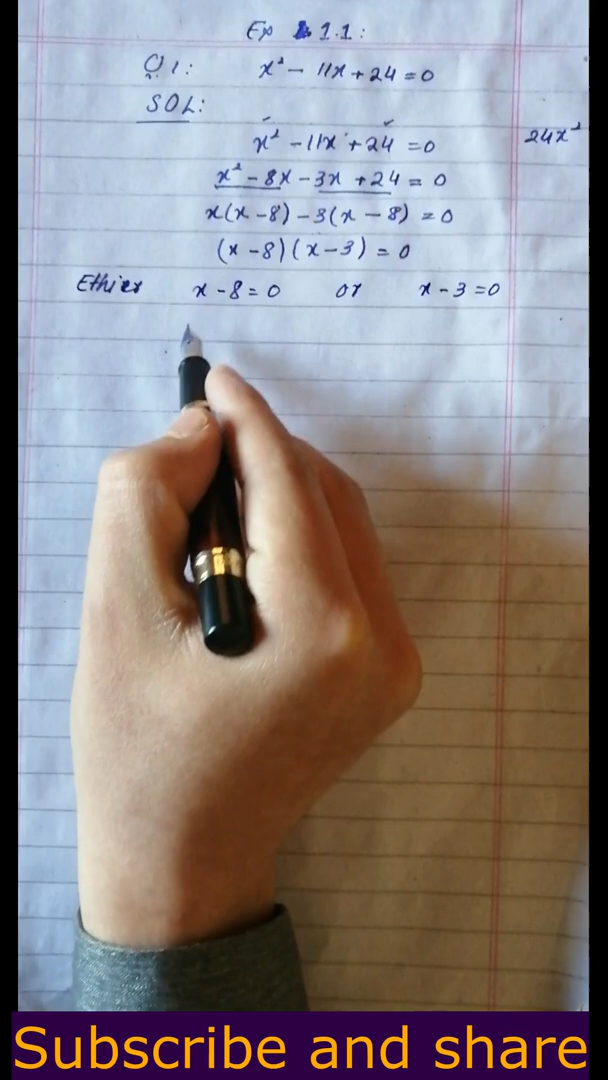 Ex 1.1:
Q1: x² - 11x + 24 = 0
SOL:
x² - 11x + 24 = 0 24x²
x² - 8x - 3x + 24 = 0
x(x - 8) - 3(x - 8) = 0
(x - 8)(x - 3) = 0
Ethier x - 8 = 0 or x - 3 = 0
Subscribe and share